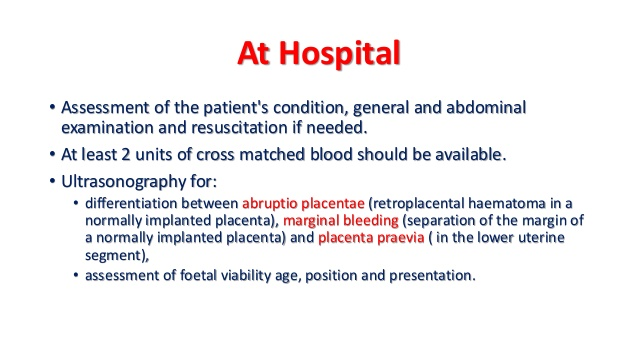 At Hospital
• Assessment of the patient's condition, general and abdominal
examination and resuscitation if needed.
• At least 2 units of cross matched blood should be available.
• Ultrasonography for:
• differentiation between abruptio placentae (retroplacental haematoma in a
normally implanted placenta), marginal bleeding (separation of the margin of
a normally implanted placenta) and placenta praevia ( in the lower uterine
segment),
• assessment of foetal viability age, position and presentation.